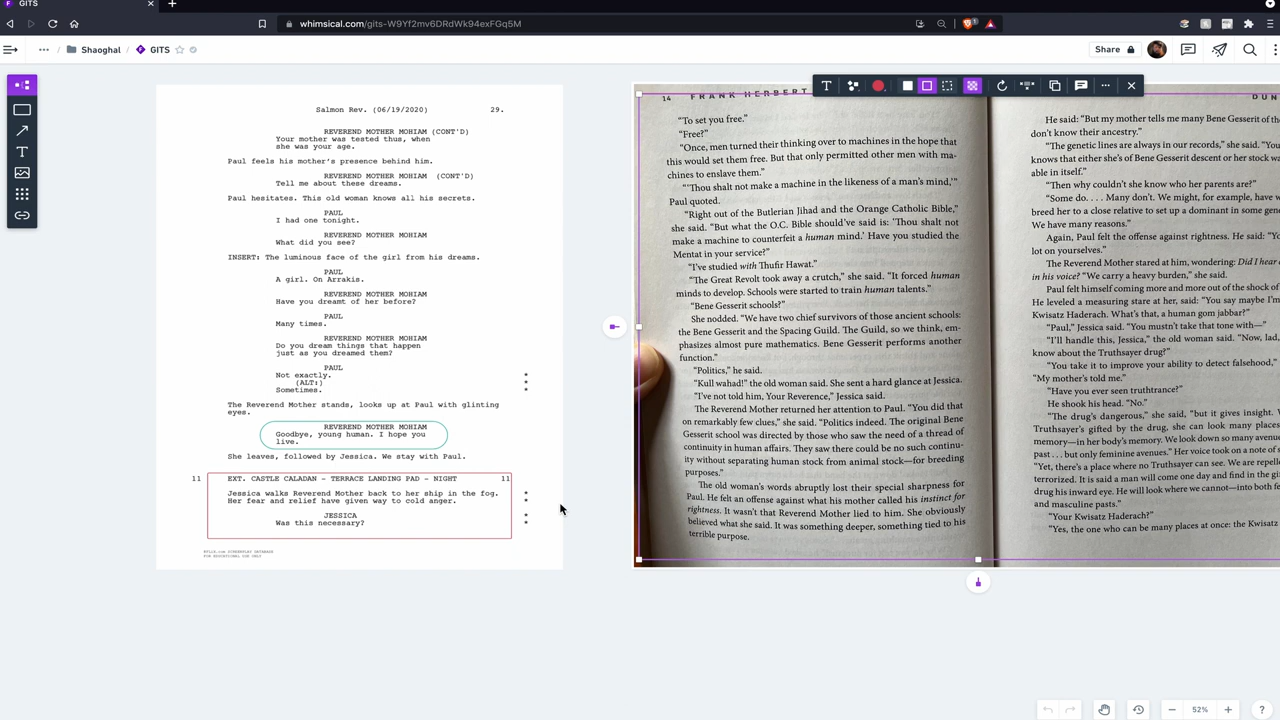 GITS
whimsical.com/gits-W9Yf2mv6DRdWk94exFGq5M
Shaoghal
GITS
Share
Salmon Rev. (06/19/2020) 29.
REVEREND MOTHER MOHIAM (CONT'D)
Your mother was tested thus, when
she was your age.
Paul feels his mother's presence behind him.
REVEREND MOTHER MOHIAM (CONT'D)
Tell me about these dreams.
Paul hesitates. This old woman knows all his secrets.
PAUL
I had one tonight.
REVEREND MOTHER MOHIAM
What did you see?
INSERT: The luminous face of the girl from his dreams.
PAUL
A girl. On Arrakis.
REVEREND MOTHER MOHIAM
Have you dreamt of her before?
PAUL
Many times.
REVEREND MOTHER MOHIAM
Do you dream things that happen
just as you dreamed them?
PAUL
Not exactly. *
(ALT:) *
Sometimes. *
The Reverend Mother stands, looks up at Paul with glinting
eyes.
REVEREND MOTHER MOHIAM
Goodbye, young human. I hope you
live.
She leaves, followed by Jessica. We stay with Paul.
11 EXT. CASTLE CALADAN - TERRACE LANDING PAD - NIGHT 11
Jessica walks Reverend Mother back to her ship in the fog. *
Her fear and relief have given way to cold anger. *
JESSICA *
Was this necessary? *
RTLIS.com SCREENPLAY DATABASE
FOR EDUCATIONAL USE ONLY
14 FRANK HERBERT
"To set you free."
"Free?"
"Once, men turned their thinking over to machines in the hope that
this would set them free. But that only permitted other men with ma-
chines to enslave them."
"'Thou shalt not make a machine in the likeness of a man's mind,'"
Paul quoted.
"Right out of the Butlerian Jihad and the Orange Catholic Bible,"
she said. "But what the O.C. Bible should've said is: 'Thou shalt not
make a machine to counterfeit a human mind.' Have you studied the
Mentat in your service?"
"I've studied with Thufir Hawat."
"The Great Revolt took away a crutch," she said. "It forced human
minds to develop. Schools were started to train human talents."
"Bene Gesserit schools?"
She nodded. "We have two chief survivors of those ancient schools:
the Bene Gesserit and the Spacing Guild. The Guild, so we think, em-
phasizes almost pure mathematics. Bene Gesserit performs another
function."
"Politics," he said.
"Kull wahad!" the old woman said. She sent a hard glance at Jessica.
"I've not told him, Your Reverence," Jessica said.
The Reverend Mother returned her attention to Paul. "You did that
on remarkably few clues," she said. "Politics indeed. The original Bene
Gesserit school was directed by those who saw the need of a thread of
continuity in human affairs. They saw there could be no such continu-
ity without separating human stock from animal stock—for breeding
purposes."
The old woman's words abruptly lost their special sharpness for
Paul. He felt an offense against what his mother called his instinct for
rightness. It wasn't that Reverend Mother lied to him. She obviously
believed what she said. It was something deeper, something tied to his
terrible purpose.
DUN
He said: "But my mother tells me many Bene Gesserit of th
don't know their ancestry."
"The genetic lines are always in our records," she said. "You
knows that either she's of Bene Gesserit descent or her stock wa
able in itself."
"Then why couldn't she know who her parents are?"
"Some do. . . . Many don't. We might, for example, have w
breed her to a close relative to set up a dominant in some gene
We have many reasons."
Again, Paul felt the offense against rightness. He said: "Yo
lot on yourselves."
The Reverend Mother stared at him, wondering: Did I hear c
in his voice? "We carry a heavy burden," she said.
Paul felt himself coming more and more out of the shock of
He leveled a measuring stare at her, said: "You say maybe I'm
Kwisatz Haderach. What's that, a human gom jabbar?"
"Paul," Jessica said. "You mustn't take that tone with—"
"I'll handle this, Jessica," the old woman said. "Now, lad,
know about the Truthsayer drug?"
"You take it to improve your ability to detect falsehood,"
"My mother's told me."
"Have you ever seen truthtrance?"
He shook his head. "No."
"The drug's dangerous," she said, "but it gives insight. W
Truthsayer's gifted by the drug, she can look many places
memory—in her body's memory. We look down so many avenues
past . . . but only feminine avenues." Her voice took on a note of s
"Yet, there's a place where no Truthsayer can see. We are repelle
terrorized. It is said a man will come one day and find in the gif
drug his inward eye. He will look where we cannot—into both fe
and masculine pasts."
"Your Kwisatz Haderach?"
"Yes, the one who can be many places at once: the Kwisatz
52%